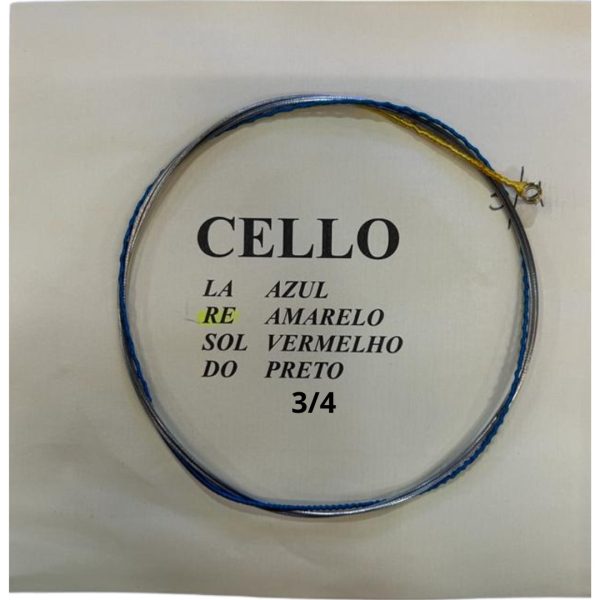 CELLO
LA AZUL
RE AMARELO
SOL VERMELHO
DO PRETO
3/4